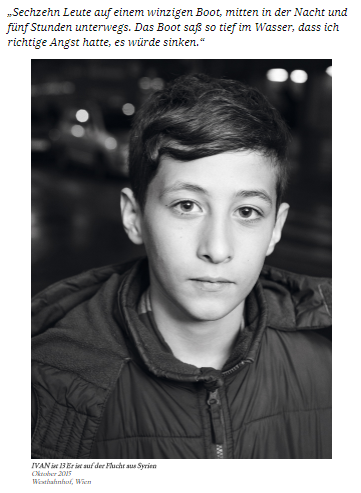 „Sechzehn Leute auf einem winzigen Boot, mitten in der Nacht und
fünf Stunden unterwegs. Das Boot saß so tief im Wasser, dass ich
richtige Angst hatte, es würde sinken.“
IVAN ist 13 Er ist auf der Flucht aus Syrien
Oktober 2015
Westbahnhof, Wien